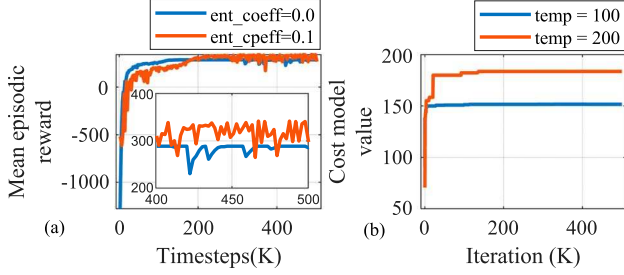 ent_coeff=0.0
ent_cpeff=0.1
temp = 100
temp = 200
Mean episodic
reward
0
-500
-1000
400
300
200
400
450
500
0
200
400
(a)
Timesteps(K)
Cost model
value
200
150
100
50
0
200
400
(b)
Iteration (K)